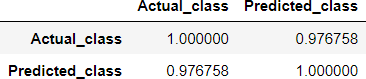 Actual_class Predicted_class
Actual_class 1.000000 0.976758
Predicted_class 0.976758 1.000000